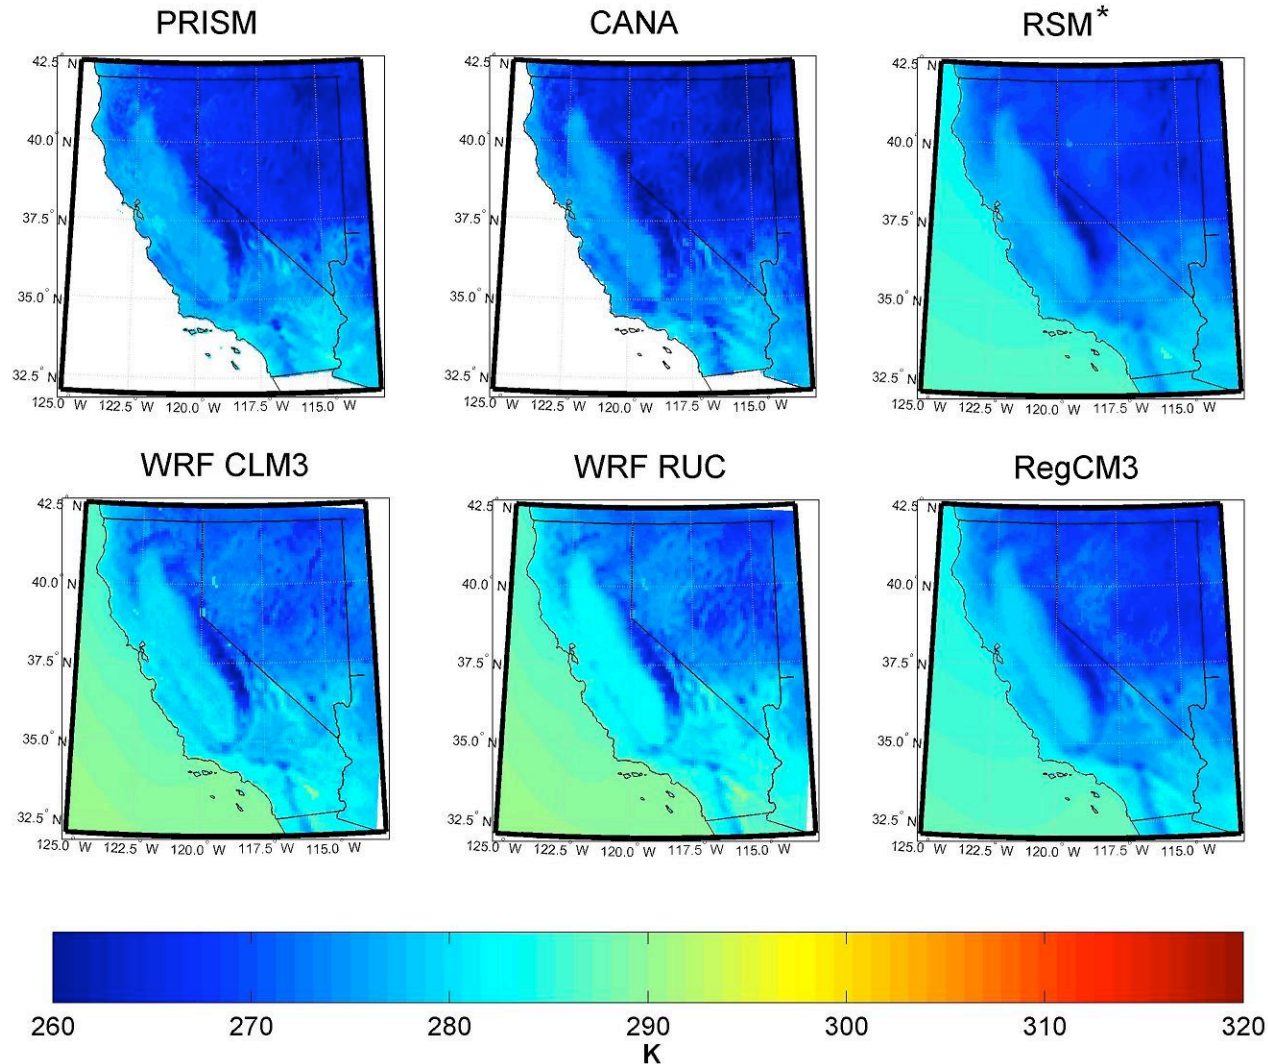 PRISM
CANA
RSM*
42.5° N
40.0° N
37.5° N
35.0° N
32.5° N
125.0° W 122.5° W 120.0° W 117.5° W 115.0° W
42.5° N
40.0° N
37.5° N
35.0° N
32.5° N
125.0° W 122.5° W 120.0° W 117.5° W 115.0° W
42.5° N
40.0° N
37.5° N
35.0° N
32.5° N
125.0° W 122.5° W 120.0° W 117.5° W 115.0° W
WRF CLM3
WRF RUC
RegCM3
42.5° N
40.0° N
37.5° N
35.0° N
32.5° N
125.0° W 122.5° W 120.0° W 117.5° W 115.0° W
42.5° N
40.0° N
37.5° N
35.0° N
32.5° N
125.0° W 122.5° W 120.0° W 117.5° W 115.0° W
42.5° N
40.0° N
37.5° N
35.0° N
32.5° N
125.0° W 122.5° W 120.0° W 117.5° W 115.0° W
260 270 280 290 300 310 320
K